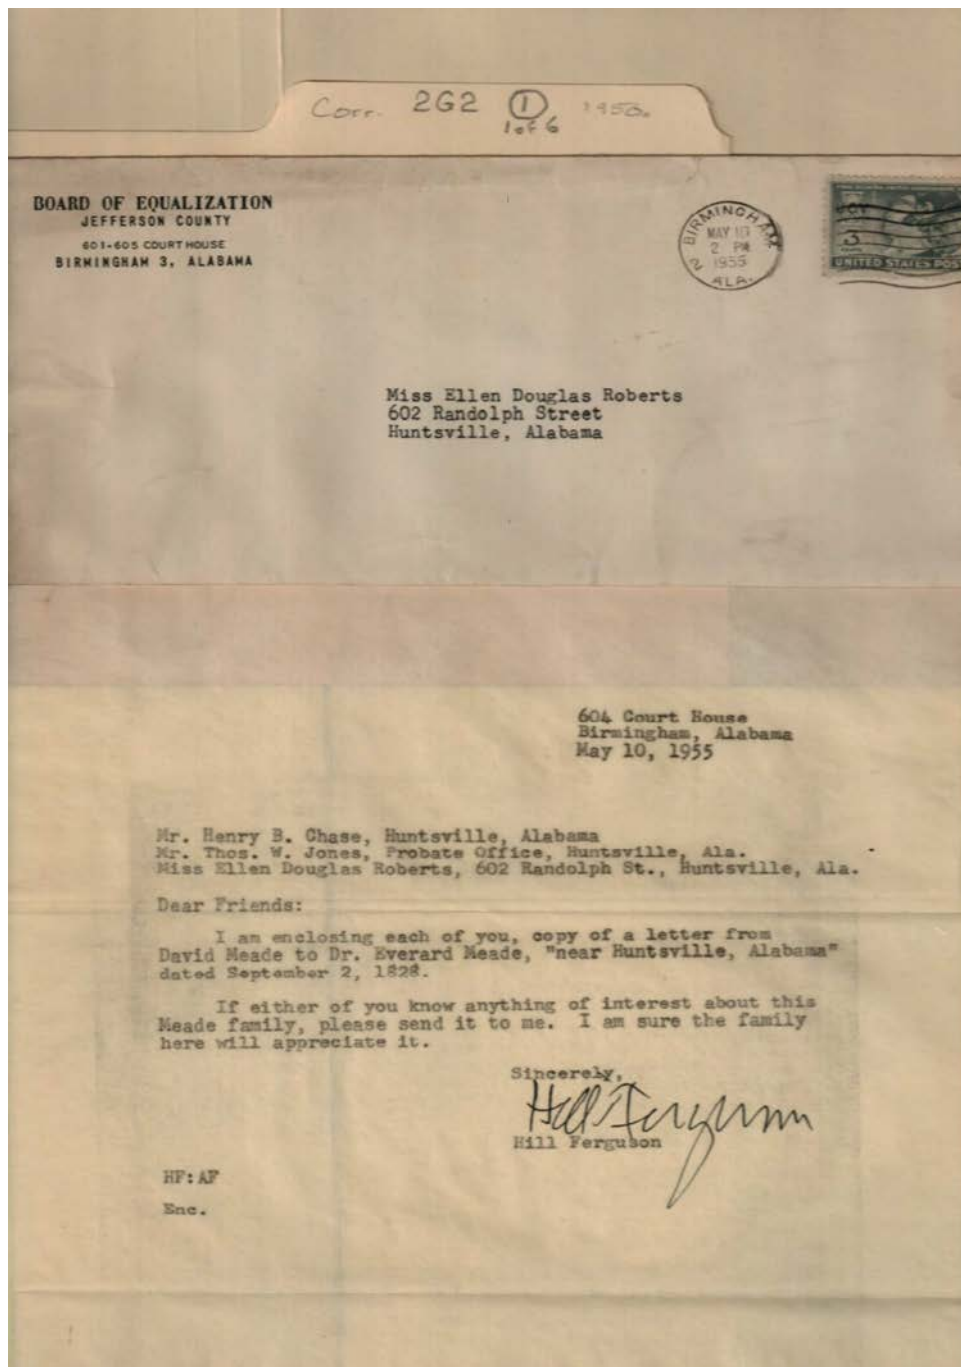 Corr. 2G2 1 1950s
1 of 6
BOARD OF EQUALIZATION
JEFFERSON COUNTY
601-605 COURT HOUSE
BIRMINGHAM 3, ALABAMA
BIRMINGHAM
MAY
2 PM
1955
ALA.
2
3
UNITED STATES POS
Miss Ellen Douglas Roberts
602 Randolph Street
Huntsville, Alabama
604 Court House
Birmingham, Alabama
May 10, 1955
Mr. Henry B. Chase, Huntsville, Alabama
Mr. Thos. W. Jones, Probate Office, Huntsville, Ala.
Miss Ellen Douglas Roberts, 602 Randolph St., Huntsville, Ala.
Dear Friends:
I am enclosing each of you, copy of a letter from
David Meade to Dr. Everard Meade, "near Huntsville, Alabama"
dated September 2, 1828.
If either of you know anything of interest about this
Meade family, please send it to me. I am sure the family
here will appreciate it.
Sincerely,
Hill Ferguson
Hill Ferguson
HF:AF
Enc.